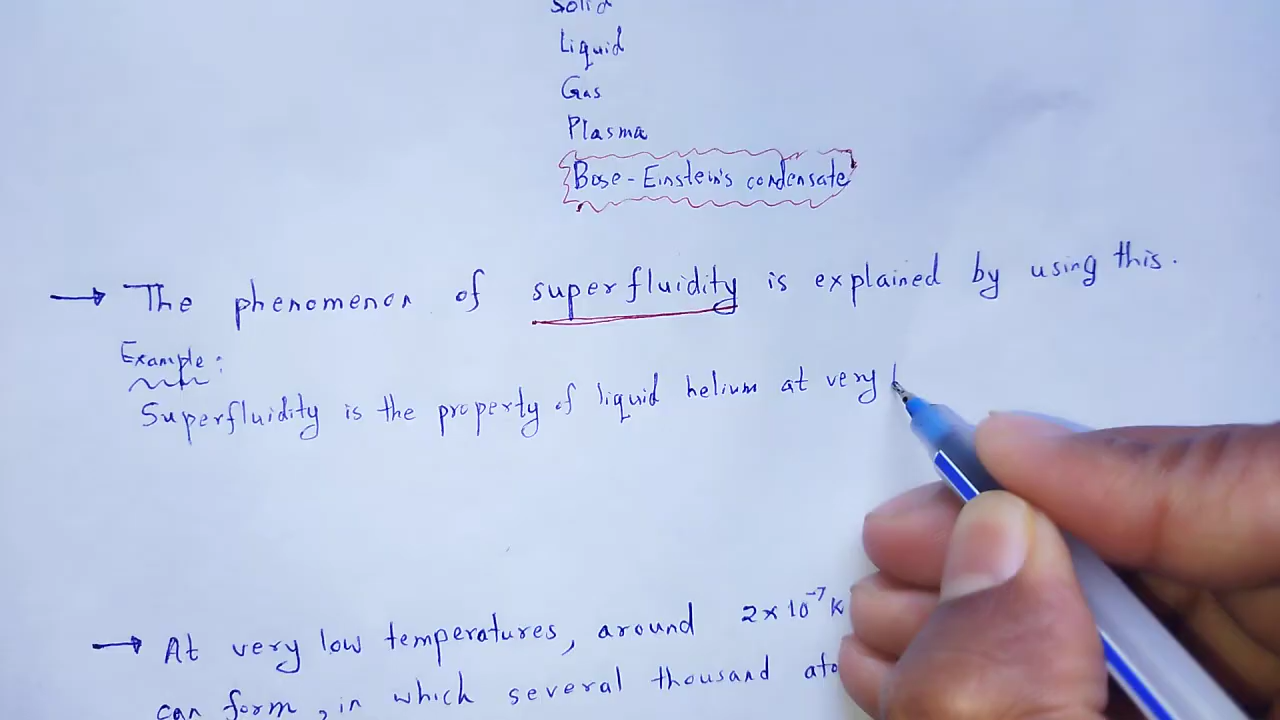 Solid
Liquid
Gas
Plasma
Bose-Einstein's condensate
→ The phenomenon of superfluidity is explained by using this.
Example:
Superfluidity is the property of liquid helium at very
→ At very low temperatures, around 2×10⁻⁷ K
can form, in which several thousand ato